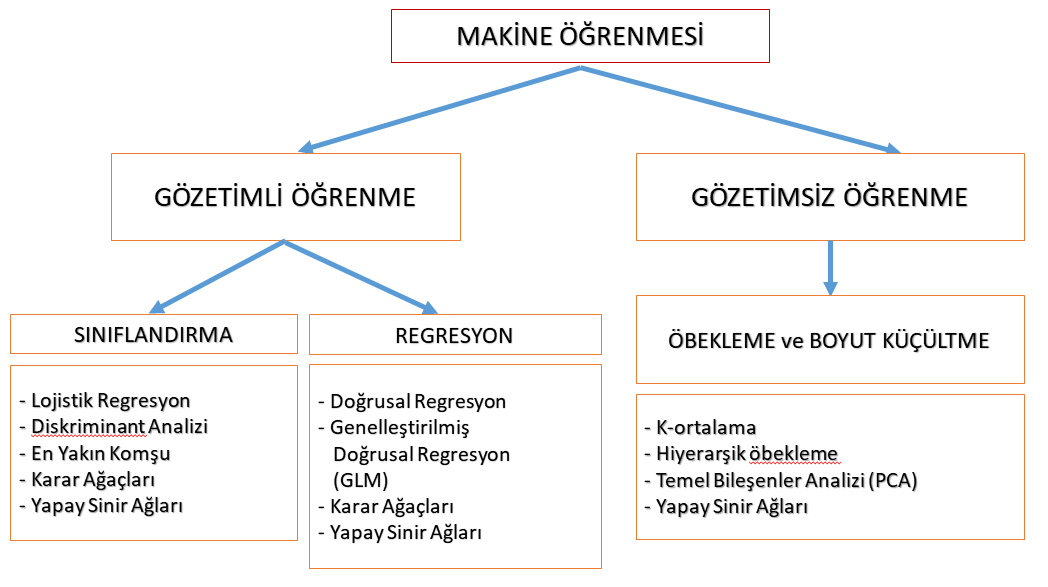 MAKİNE ÖĞRENMESİ
GÖZETİMLİ ÖĞRENME
GÖZETİMSİZ ÖĞRENME
SINIFLANDIRMA
- Lojistik Regresyon
- Diskriminant Analizi
- En Yakın Komşu
- Karar Ağaçları
- Yapay Sinir Ağları
REGRESYON
- Doğrusal Regresyon
- Genelleştirilmiş
Doğrusal Regresyon
(GLM)
- Karar Ağaçları
- Yapay Sinir Ağları
ÖBEKLEME ve BOYUT KÜÇÜLTME
- K-ortalama
- Hiyerarşik öbekleme
- Temel Bileşenler Analizi (PCA)
- Yapay Sinir Ağları